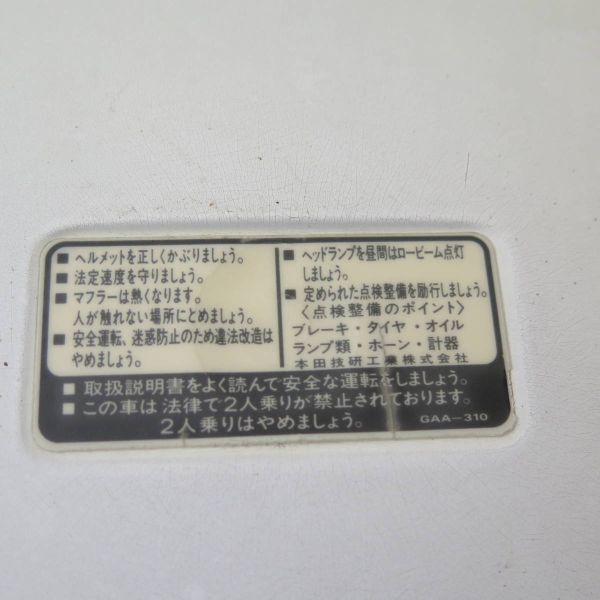 ■ ヘルメットを正しくかぶりましょう。
■ 法定速度を守りましょう。
■ マフラーは熱くなります。
人が触れない場所にとめましょう。
■ 安全運転、迷惑防止のため違法改造は
やめましょう。
■ ヘッドランプを昼間はロービーム点灯
しましょう。
■ 定められた点検整備を励行しましょう。
〈点検整備のポイント〉
ブレーキ・タイヤ・オイル
ランプ類・ホーン・計器
本田技研工業株式会社
■ 取扱説明書をよく読んで安全な運転をしましょう。
■ この車は法律で2人乗りが禁止されております。
2人乗りはやめましょう。
GAA-310